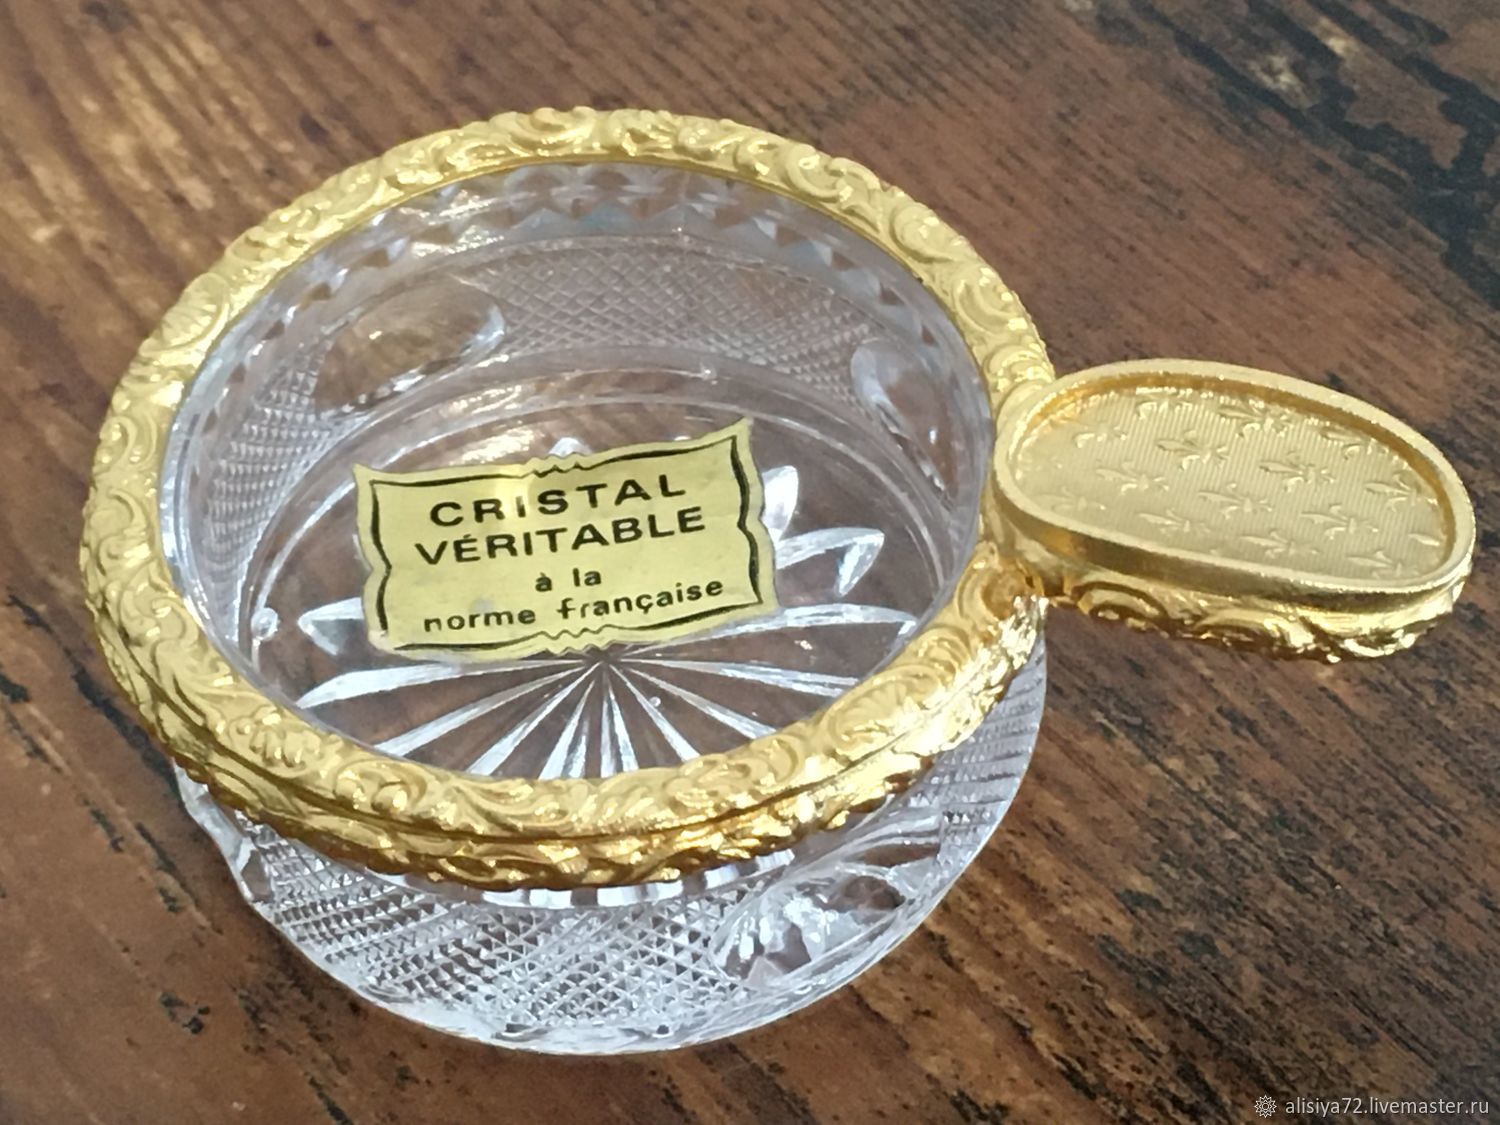 CRISTAL
VÉRITABLE
à la
norme française
alisiya72.livemaster.ru